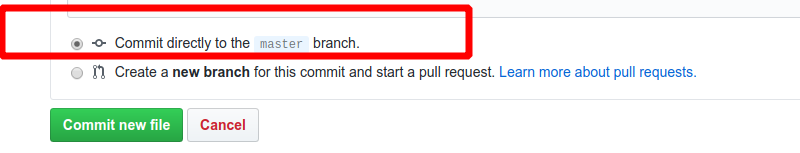 Commit directly to the master branch.
Create a new branch for this commit and start a pull request. Learn more about pull requests.
Commit new file Cancel